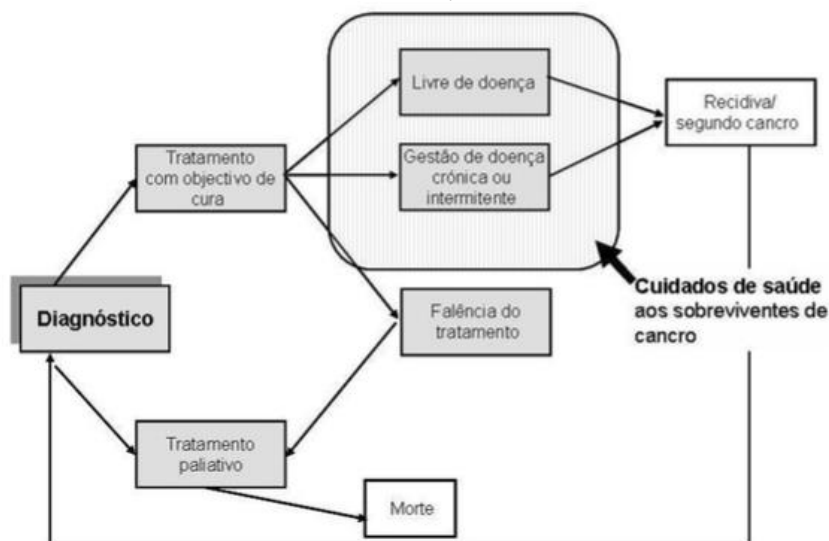 Livre de doença
Recidiva/
segundo cancro
Tratamento
com objectivo de
cura
Gestão de doença
crónica ou
intermitente
Cuidados de saúde
aos sobreviventes de
cancro
Diagnóstico
Falência do
tratamento
Tratamento
paliativo
Morte